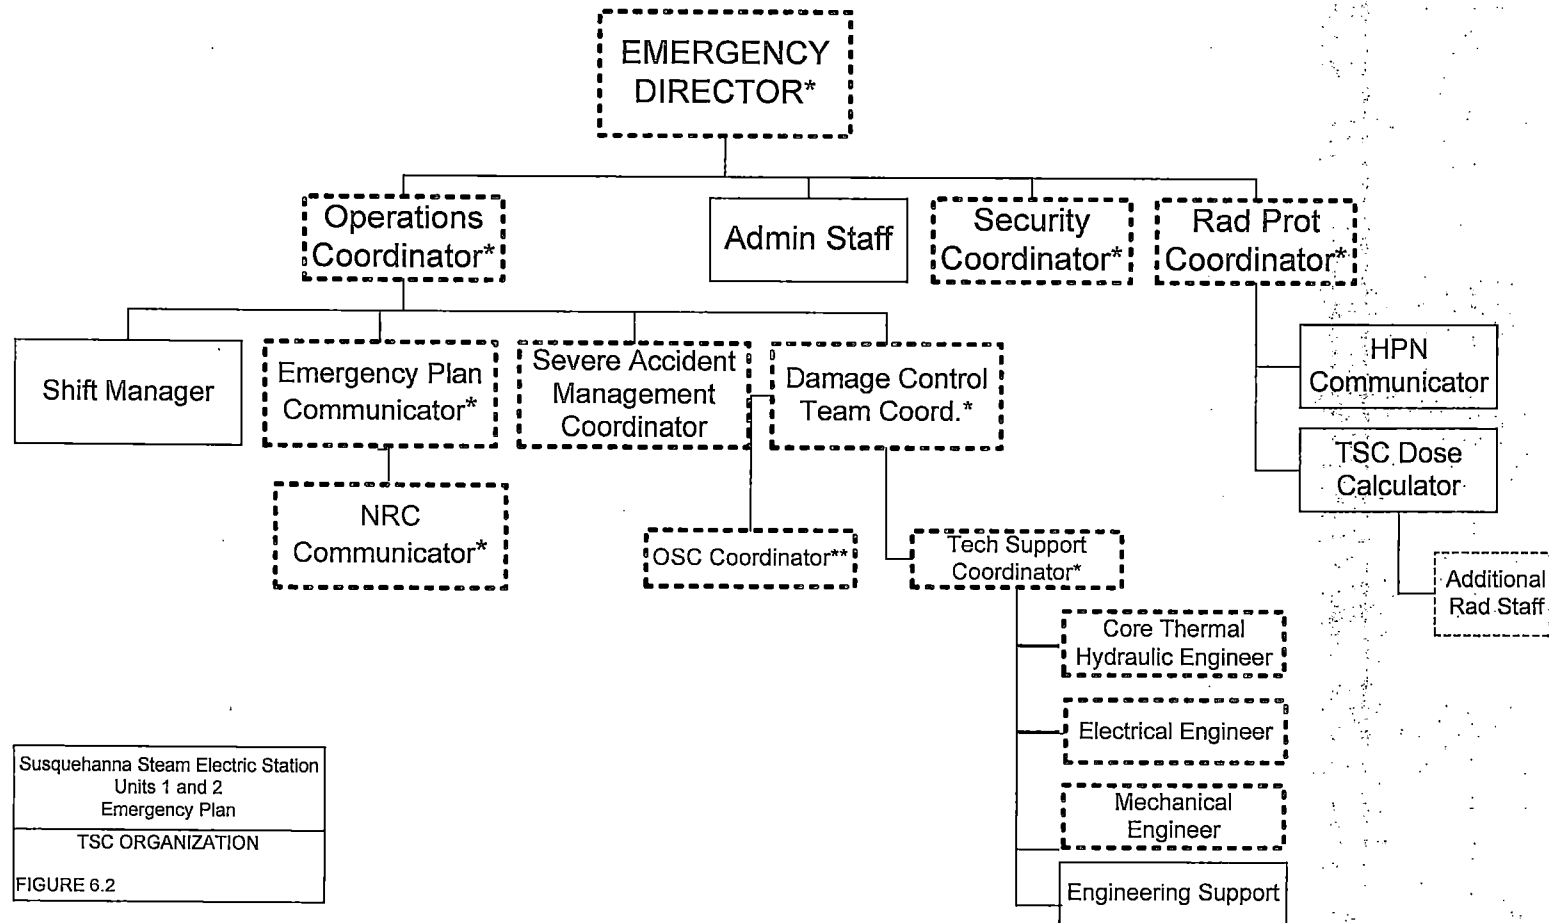 EMERGENCY
DIRECTOR*
Operations
Coordinator*
Admin Staff
Security
Coordinator*
Rad Prot
Coordinator*
Shift Manager
Emergency Plan
Communicator*
Severe Accident
Management
Coordinator
Damage Control
Team Coord.*
HPN
Communicator
TSC Dose
Calculator
NRC
Communicator*
OSC Coordinator**
Tech Support
Coordinator*
Additional
Rad Staff
Core Thermal
Hydraulic Engineer
Electrical Engineer
Mechanical
Engineer
Engineering Support
Susquehanna Steam Electric Station
Units 1 and 2
Emergency Plan
TSC ORGANIZATION
FIGURE 6.2